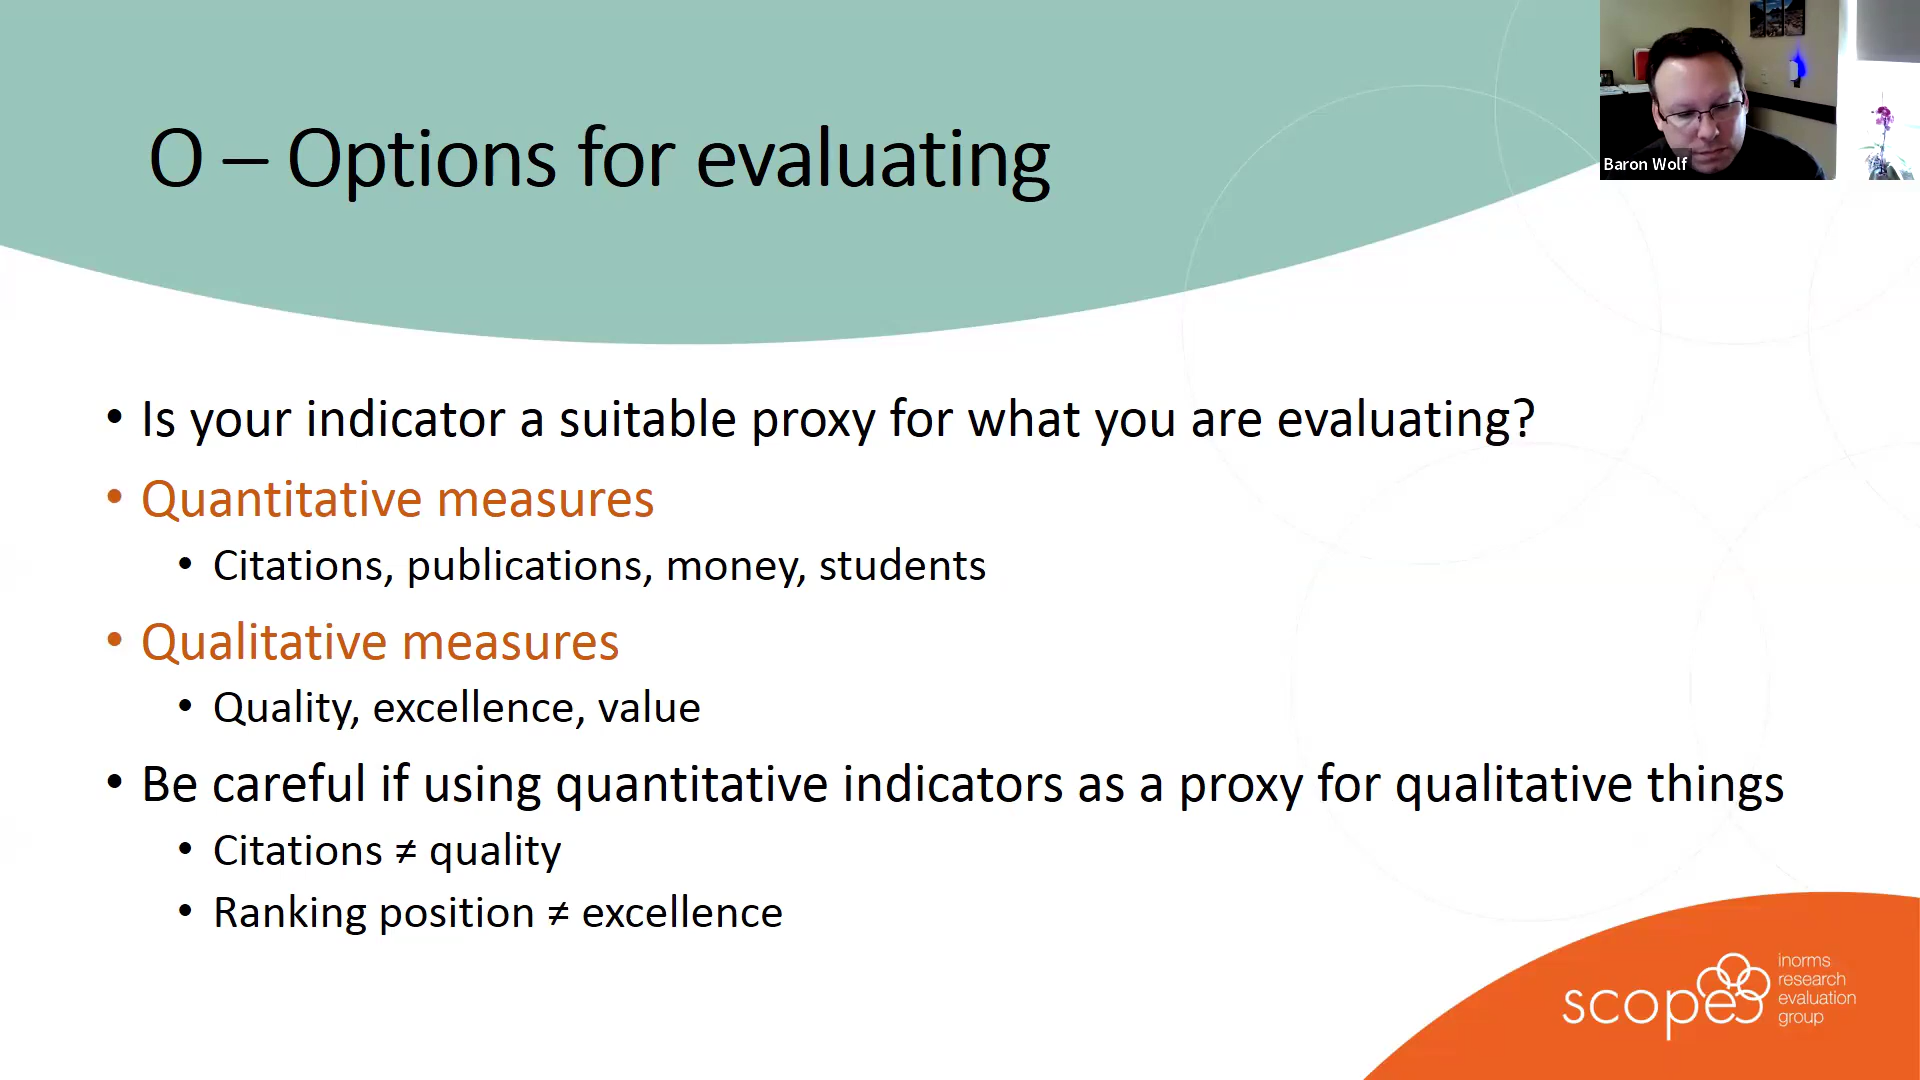 O – Options for evaluating
Baron Wolf
• Is your indicator a suitable proxy for what you are evaluating?
• Quantitative measures
• Citations, publications, money, students
• Qualitative measures
• Quality, excellence, value
• Be careful if using quantitative indicators as a proxy for qualitative things
• Citations ≠ quality
• Ranking position ≠ excellence
scope
inorms
research
evaluation
group